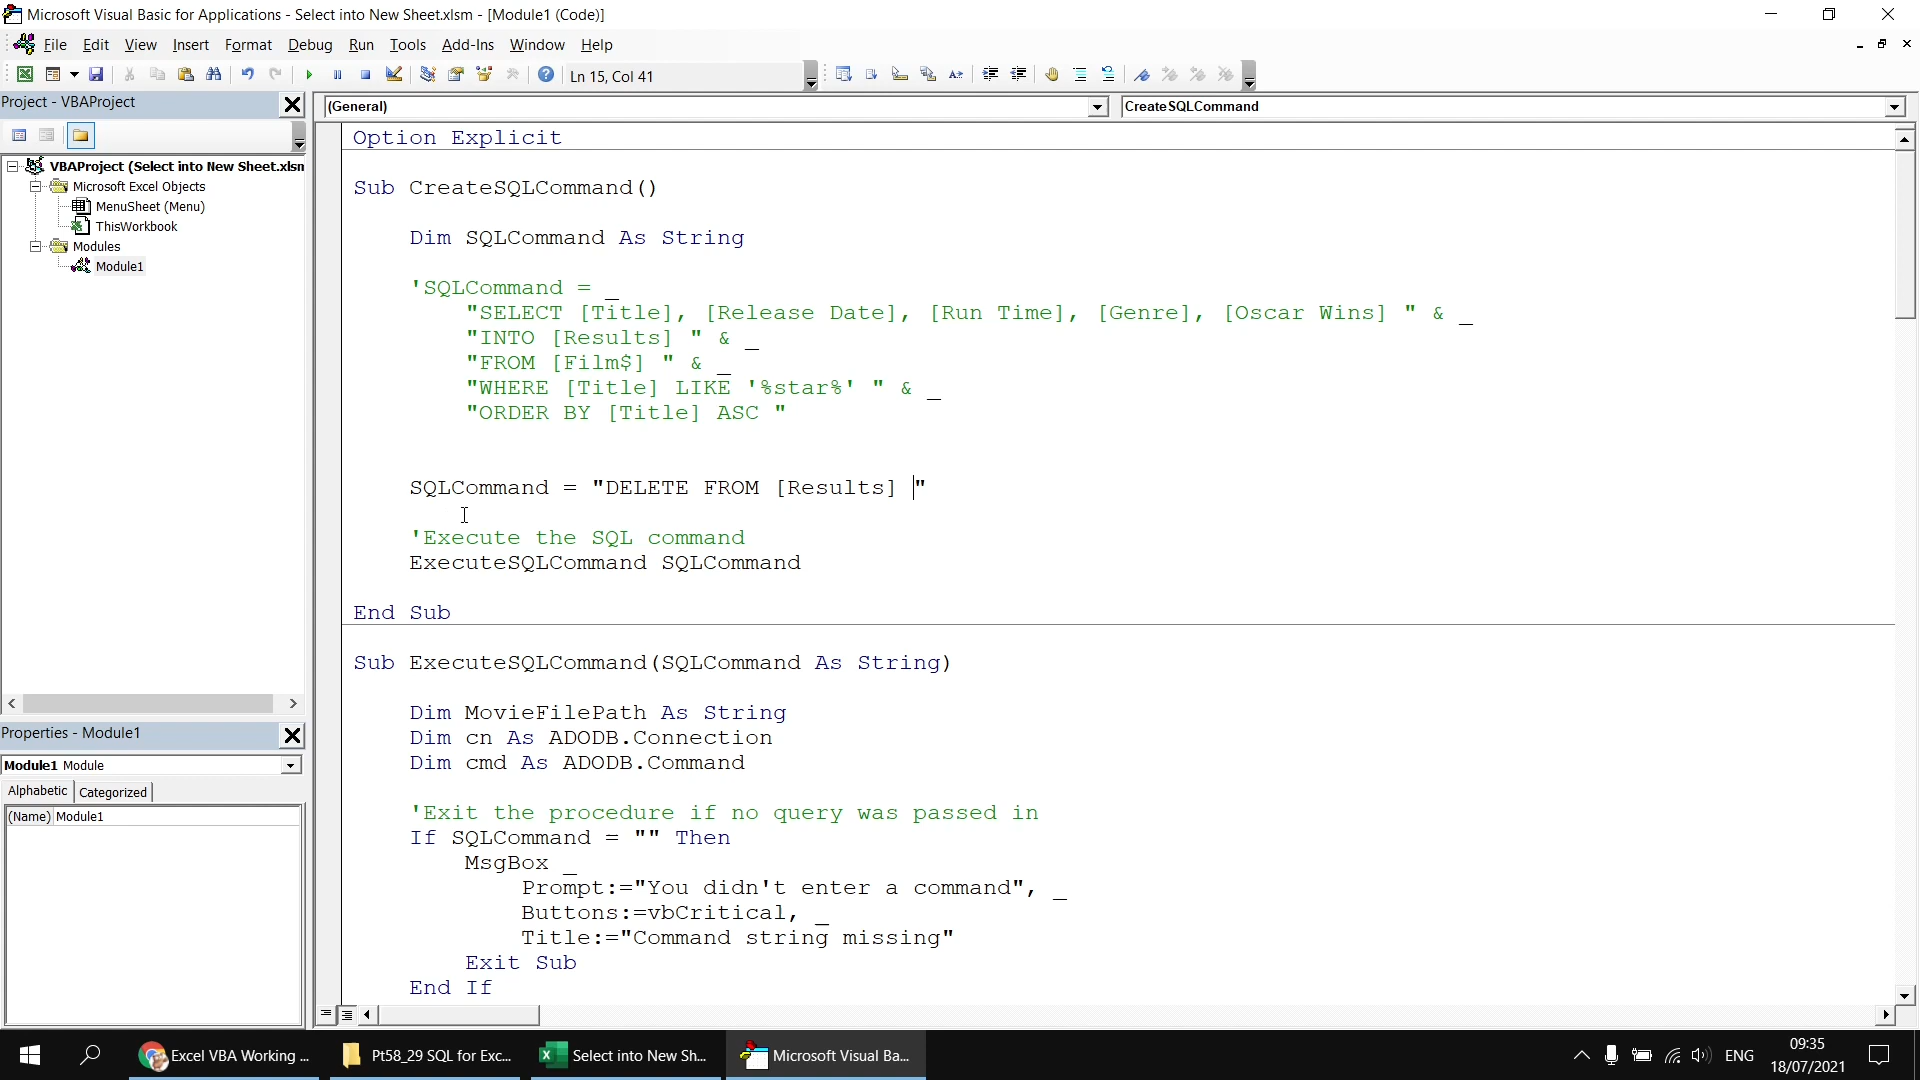 Microsoft Visual Basic for Applications - Select into New Sheet.xlsm - [Module1 (Code)]
File Edit View Insert Format Debug Run Tools Add-Ins Window Help
Ln 15, Col 41
Project - VBAProject
(General)
CreateSQLCommand
VBAProject (Select into New Sheet.xlsm
Microsoft Excel Objects
MenuSheet (Menu)
ThisWorkbook
Modules
Module1
Option Explicit
Sub CreateSQLCommand()
Dim SQLCommand As String
'SQLCommand = _
"SELECT [Title], [Release Date], [Run Time], [Genre], [Oscar Wins] " & _
"INTO [Results] " & _
"FROM [Film$] " & _
"WHERE [Title] LIKE '%star%' " & _
"ORDER BY [Title] ASC "
SQLCommand = "DELETE FROM [Results] "
'Execute the SQL command
ExecuteSQLCommand SQLCommand
End Sub
Sub ExecuteSQLCommand(SQLCommand As String)
Dim MovieFilePath As String
Dim cn As ADODB.Connection
Dim cmd As ADODB.Command
'Exit the procedure if no query was passed in
If SQLCommand = "" Then
MsgBox _
Prompt:="You didn't enter a command", _
Buttons:=vbCritical, _
Title:="Command string missing"
Exit Sub
End If
Properties - Module1
Module1 Module
Alphabetic Categorized
(Name) Module1
Excel VBA Working ...
Pt58_29 SQL for Exc...
Select into New Sh...
Microsoft Visual Ba...
ENG
09:35
18/07/2021